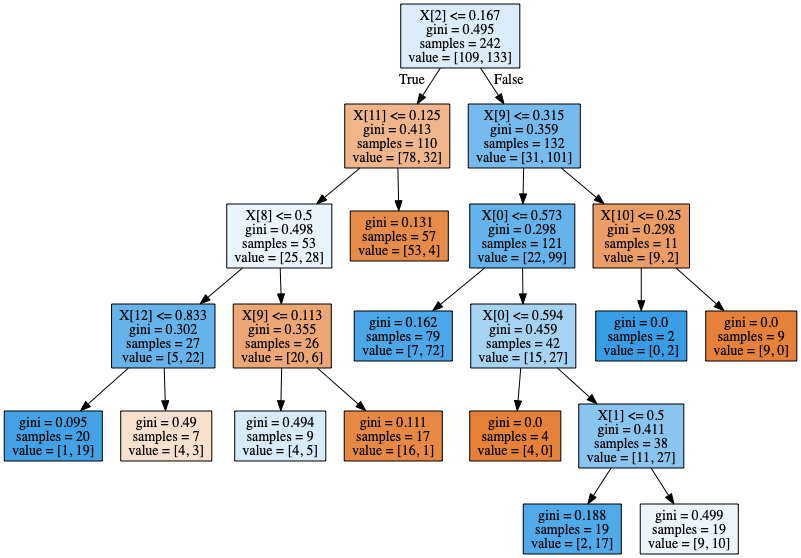 X[2] <= 0.167
gini = 0.495
samples = 242
value = [109, 133]
True
False
X[11] <= 0.125
gini = 0.413
samples = 110
value = [78, 32]
X[9] <= 0.315
gini = 0.359
samples = 132
value = [31, 101]
X[8] <= 0.5
gini = 0.498
samples = 53
value = [25, 28]
gini = 0.131
samples = 57
value = [53, 4]
X[0] <= 0.573
gini = 0.298
samples = 121
value = [22, 99]
X[10] <= 0.25
gini = 0.298
samples = 11
value = [9, 2]
X[12] <= 0.833
gini = 0.302
samples = 27
value = [5, 22]
X[9] <= 0.113
gini = 0.355
samples = 26
value = [20, 6]
gini = 0.162
samples = 79
value = [7, 72]
X[0] <= 0.594
gini = 0.459
samples = 42
value = [15, 27]
gini = 0.0
samples = 2
value = [0, 2]
gini = 0.0
samples = 9
value = [9, 0]
gini = 0.095
samples = 20
value = [1, 19]
gini = 0.49
samples = 7
value = [4, 3]
gini = 0.494
samples = 9
value = [4, 5]
gini = 0.111
samples = 17
value = [16, 1]
gini = 0.0
samples = 4
value = [4, 0]
X[1] <= 0.5
gini = 0.411
samples = 38
value = [11, 27]
gini = 0.188
samples = 19
value = [2, 17]
gini = 0.499
samples = 19
value = [9, 10]